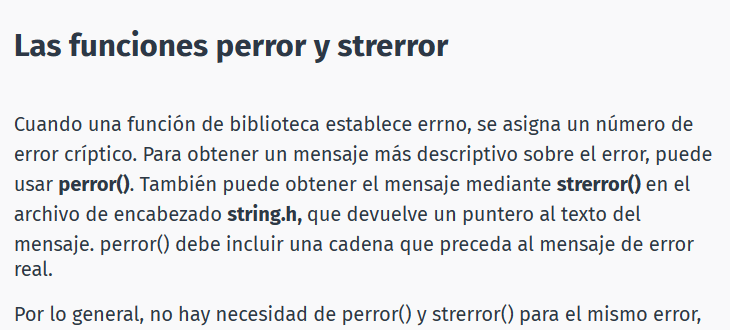 Las funciones perror y strerror
Cuando una función de biblioteca establece errno, se asigna un número de
error críptico. Para obtener un mensaje más descriptivo sobre el error, puede
usar perror(). También puede obtener el mensaje mediante strerror() en el
archivo de encabezado string.h, que devuelve un puntero al texto del
mensaje. perror() debe incluir una cadena que preceda al mensaje de error
real.
Por lo general, no hay necesidad de perror() y strerror() para el mismo error,